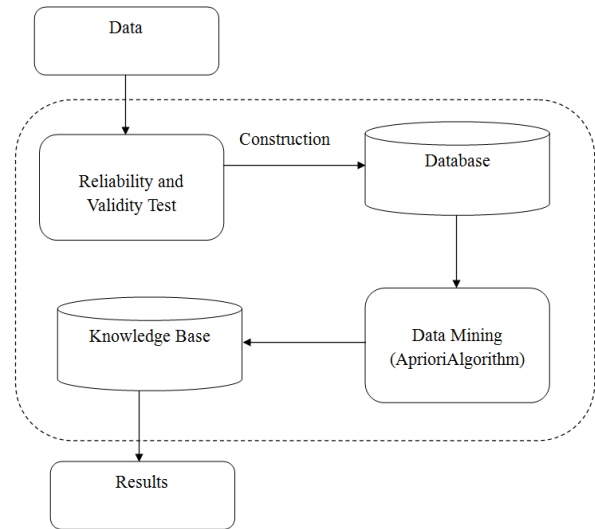 Data
Construction
Reliability and
Validity Test
Database
Knowledge Base
Data Mining
(AprioriAlgorithm)
Results